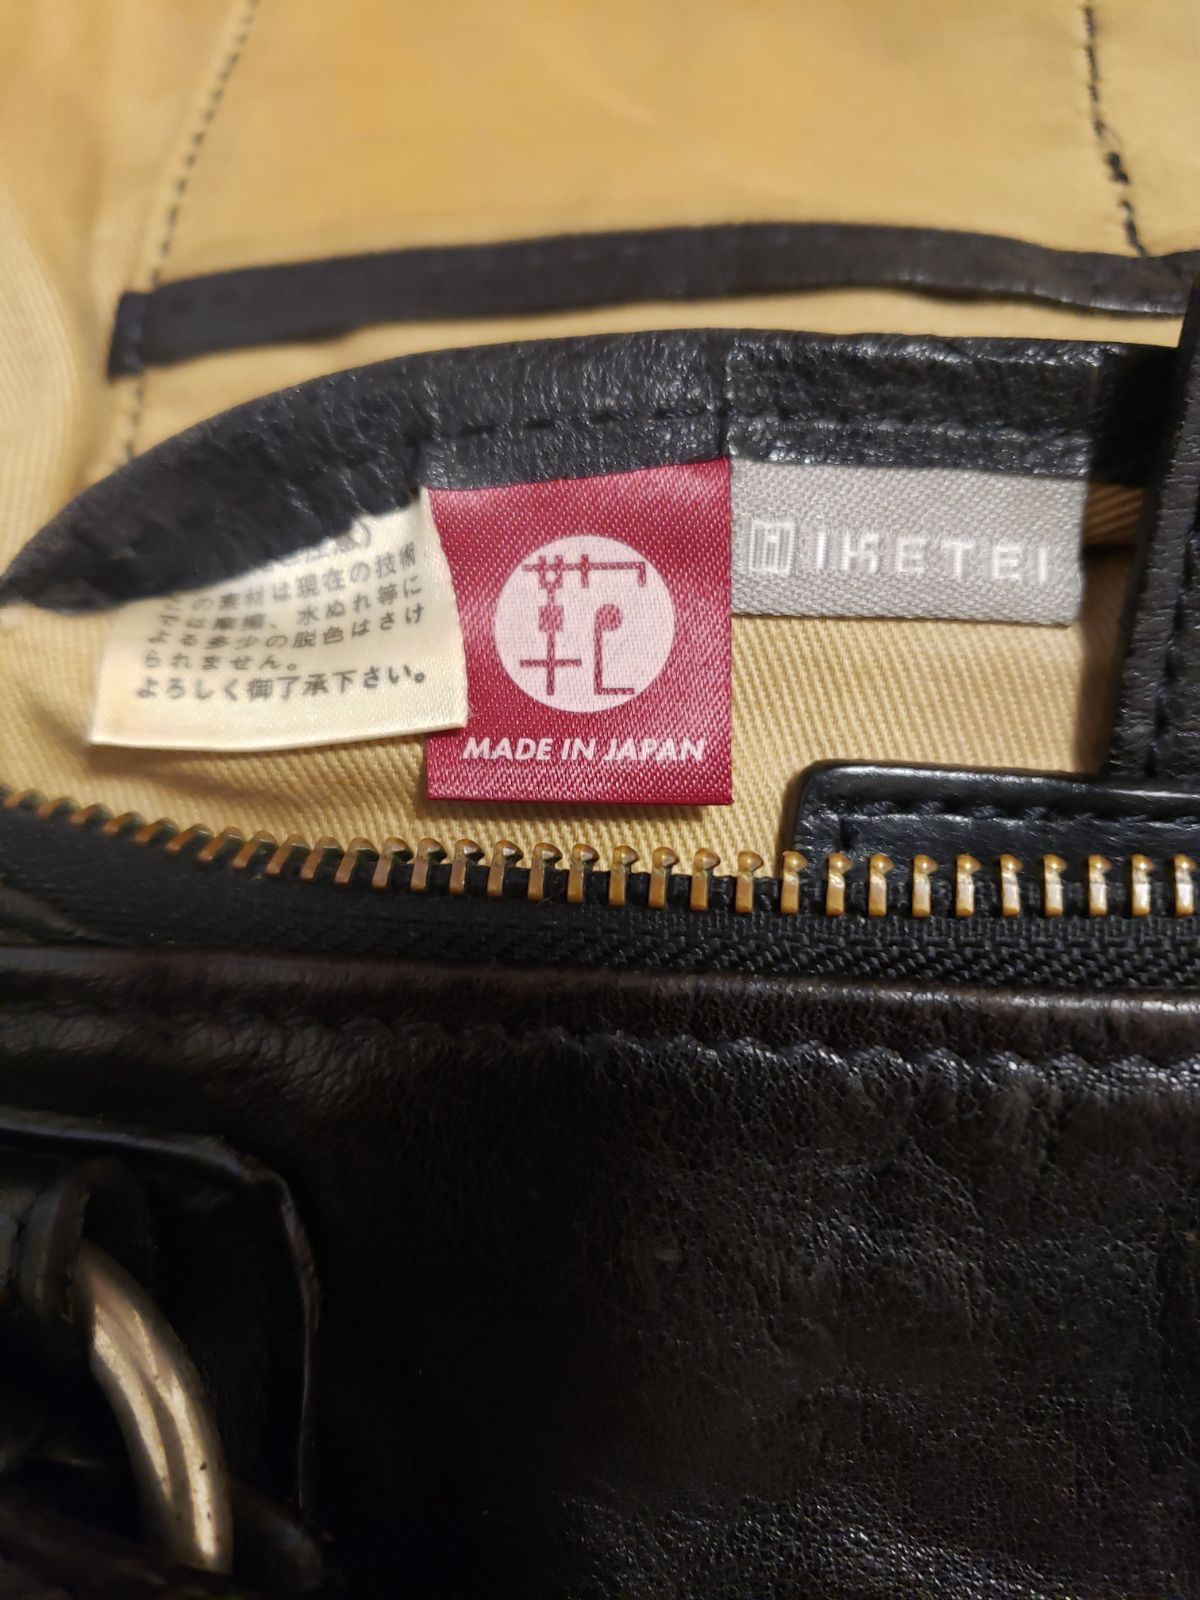 この素材は現在の技術
では摩擦、水ぬれ等に
よる多少の脱色はさけ
られません。
よろしく御了承下さい。
MADE IN JAPAN
IKETEI